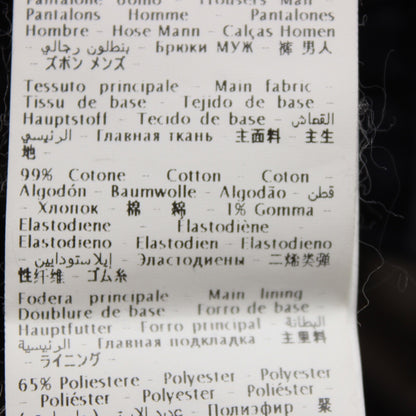 Pantalone uomo - Trousers Man -
Pantalons Homme - Pantalones
Hombre - Hose Mann - Calças Homen
- بنطلون رجالي - Брюки МУЖ - 裤 男人
- ズボン メンズ -
Tessuto principale - Main fabric -
Tissu de base - Tejido de base -
Hauptstoff - Tecido de base - القماش
الرئيسي - Главная ткань - 主面料 - 主生
地 -
99% Cotone - Cotton - Coton -
Algodón - Baumwolle - Algodão - قطن
- Хлопок - 棉 - 綿 - 1% Gomma -
Elastodiene - Elastodiène -
Elastodieno - Elastodien - Elastodieno
- إيلاستودايين - Эластодиены - 二烯类弹
性纤维 - ゴム糸
Fodera principale - Main lining -
Doublure de base - Forro de base -
Hauptfutter - Forro principal - البطانة
الرئيسية - Главная подкладка - 主里料
- ライニング -
65% Poliestere - Polyester - Polyester
- Poliéster - Polyester - Poliéster -
Полиэфир - 聚